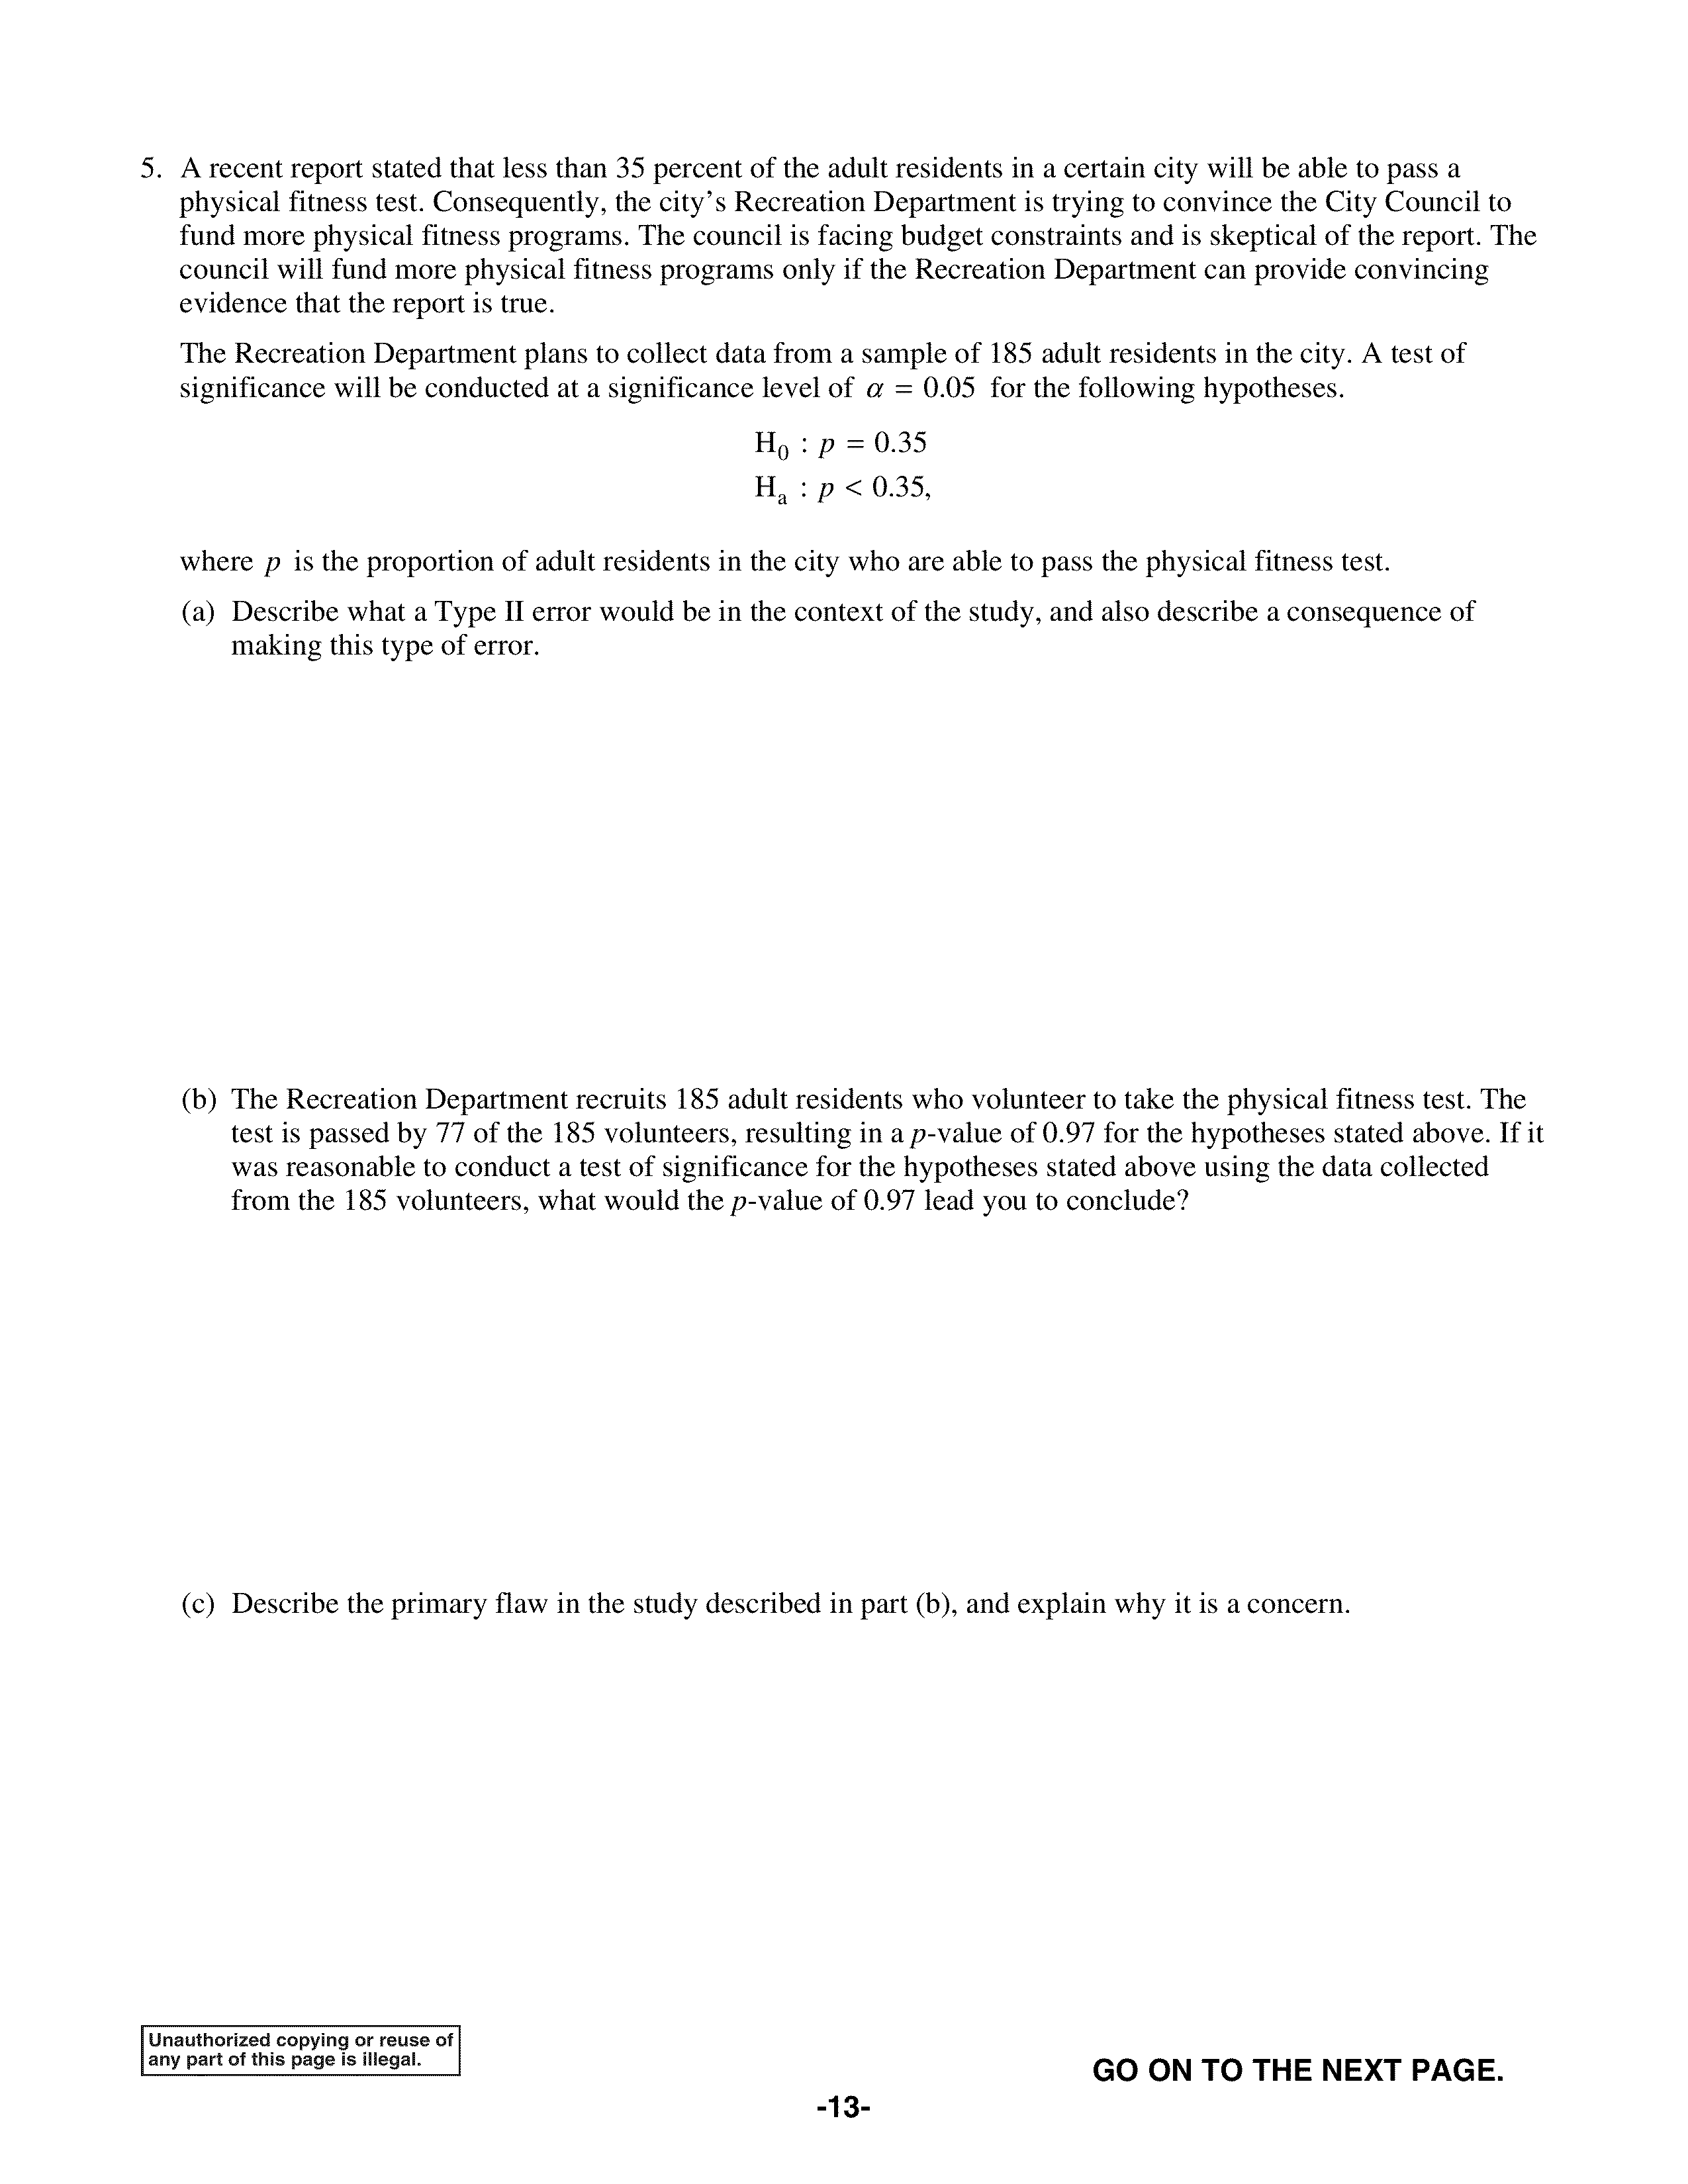 5. A recent report stated that less than 35 percent of the adult residents in a certain city will be able to pass a
physical fitness test. Consequently, the city’s Recreation Department is trying to convince the City Council to
fund more physical fitness programs. The council is facing budget constraints and is skeptical of the report. The
council will fund more physical fitness programs only if the Recreation Department can provide convincing
evidence that the report is true.
The Recreation Department plans to collect data from a sample of 185 adult residents in the city. A test of
significance will be conducted at a significance level of α = 0.05 for the following hypotheses.
H₀ : p = 0.35
Hₐ : p < 0.35,
where p is the proportion of adult residents in the city who are able to pass the physical fitness test.
(a) Describe what a Type II error would be in the context of the study, and also describe a consequence of
making this type of error.
(b) The Recreation Department recruits 185 adult residents who volunteer to take the physical fitness test. The
test is passed by 77 of the 185 volunteers, resulting in a p-value of 0.97 for the hypotheses stated above. If it
was reasonable to conduct a test of significance for the hypotheses stated above using the data collected
from the 185 volunteers, what would the p-value of 0.97 lead you to conclude?
(c) Describe the primary flaw in the study described in part (b), and explain why it is a concern.
Unauthorized copying or reuse of
any part of this page is illegal.
GO ON TO THE NEXT PAGE.
-13-